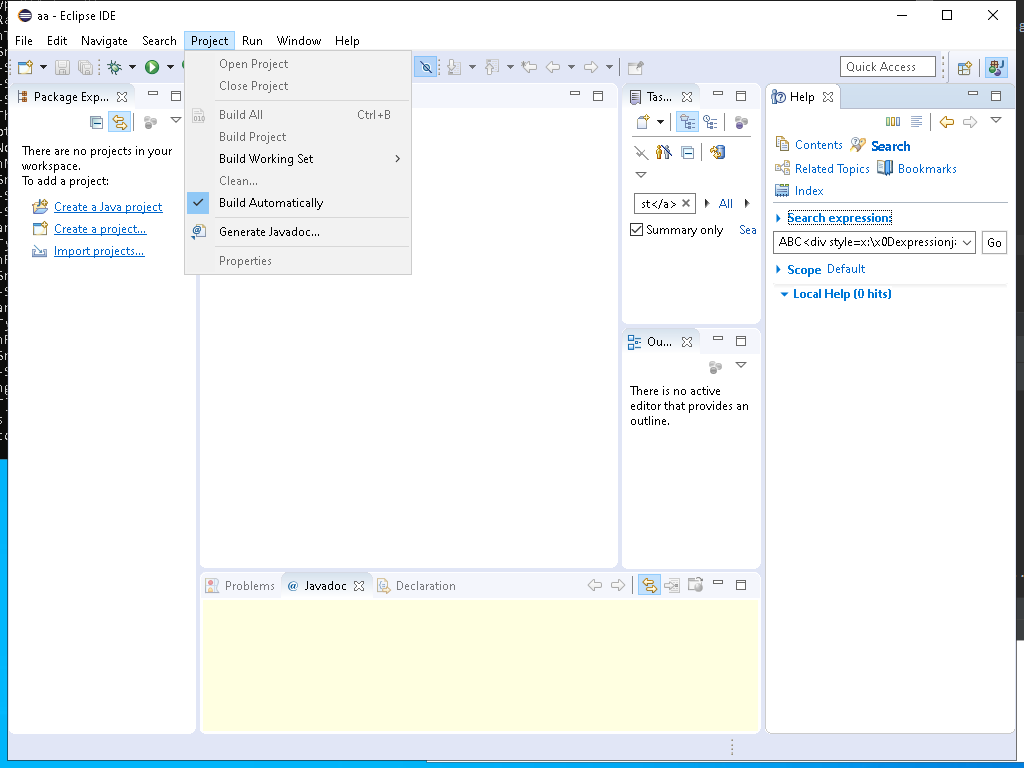 aa - Eclipse IDE
File Edit Navigate Search Project Run Window Help
Open Project
Close Project
Build All Ctrl+B
Build Project
Build Working Set
Clean...
Build Automatically
Generate Javadoc...
Properties
Quick Access
Package Exp...
There are no projects in your
workspace.
To add a project:
Create a Java project
Create a project...
Import projects...
Tas...
st</a> All
Summary only Sea
Ou...
There is no active
editor that provides an
outline.
Help
Contents Search
Related Topics Bookmarks
Index
Search expression:
ABC<div style=x:\x0Dexpressionj: Go
Scope Default
Local Help (0 hits)
Problems @ Javadoc Declaration